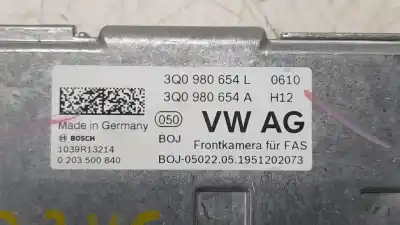 3Q0 980 654 L 0610
3Q0 980 654 A H12
Made in Germany 050 VW AG
BOSCH BOJ Frontkamera für FAS
1039R13214
0 203 500 840 BOJ-05022.05.1951202073